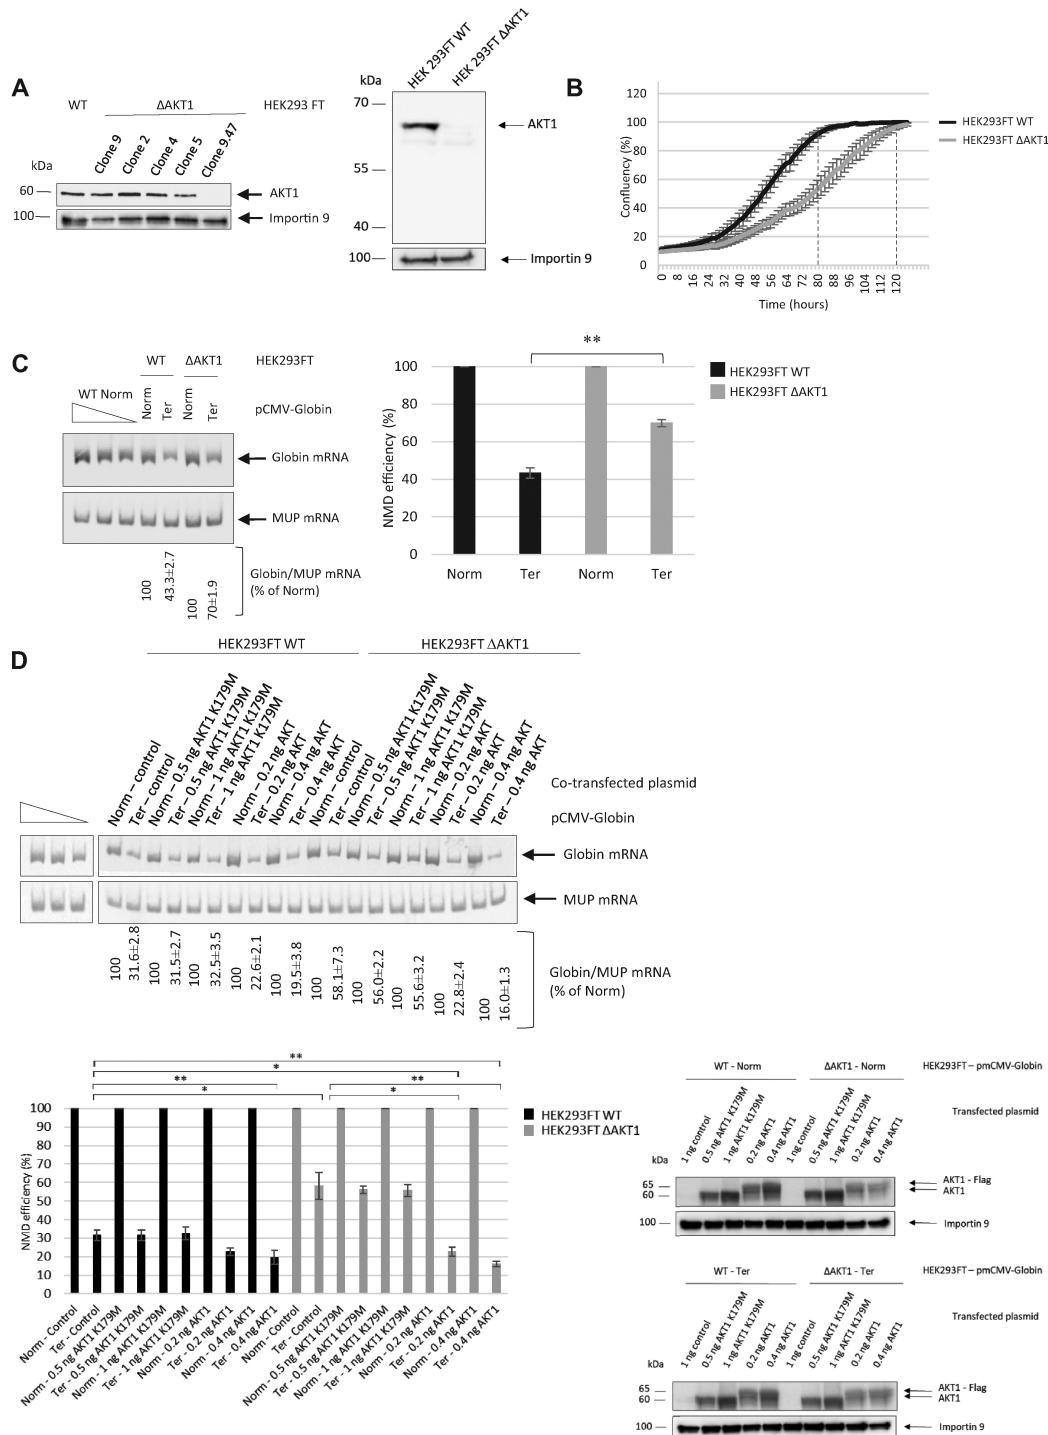 A
WT
ΔAKT1
HEK293 FT
Clone 9
Clone 2
Clone 4
Clone 5
Clone 9.47
kDa
60
AKT1
100
Importin 9
HEK 293FT WT
HEK 293FT ΔAKT1
kDa
70
AKT1
55
40
100
Importin 9
B
Confluency (%)
120
100
80
60
40
20
0
0 8 16 24 32 40 48 56 64 72 80 88 96 104 112 120
Time (hours)
HEK293FT WT
HEK293FT ΔAKT1
C
WT
ΔAKT1
HEK293FT
WT Norm
Norm
Ter
Norm
Ter
pCMV-Globin
Globin mRNA
MUP mRNA
100
43.3±2.7
100
70±1.9
Globin/MUP mRNA
(% of Norm)
**
NMD efficiency (%)
100
80
60
40
20
0
Norm
Ter
Norm
Ter
HEK293FT WT
HEK293FT ΔAKT1
D
HEK293FT WT
HEK293FT ΔAKT1
Norm – control
Ter – control
Norm – 0.5 ng AKT1 K179M
Ter – 0.5 ng AKT1 K179M
Norm – 1 ng AKT1 K179M
Ter – 1 ng AKT1 K179M
Norm – 0.2 ng AKT
Ter – 0.2 ng AKT
Norm – 0.4 ng AKT
Ter – 0.4 ng AKT
Norm – control
Ter – control
Norm – 0.5 ng AKT1 K179M
Ter – 0.5 ng AKT1 K179M
Norm – 1 ng AKT1 K179M
Ter – 1 ng AKT1 K179M
Norm – 0.2 ng AKT
Ter – 0.2 ng AKT
Norm – 0.4 ng AKT
Ter – 0.4 ng AKT
Co-transfected plasmid
pCMV-Globin
Globin mRNA
MUP mRNA
100
31.6±2.8
100
31.5±2.7
100
32.5±3.5
100
22.6±2.1
100
19.5±3.8
100
58.1±7.3
100
56.0±2.2
100
55.6±3.2
100
22.8±2.4
100
16.0±1.3
Globin/MUP mRNA
(% of Norm)
**
*
**
*
**
*
NMD efficiency (%)
100
90
80
70
60
50
40
30
20
10
0
HEK293FT WT
HEK293FT ΔAKT1
Norm – Control
Ter – Control
Norm - 0.5 ng AKT1 K179M
Ter - 0.5 ng AKT1 K179M
Norm - 1 ng AKT1 K179M
Ter - 1 ng AKT1 K179M
Norm - 0.2 ng AKT1
Ter - 0.2 ng AKT1
Norm - 0.4 ng AKT1
Ter - 0.4 ng AKT1
Norm – Control
Ter – Control
Norm - 0.5 ng AKT1 K179M
Ter - 0.5 ng AKT1 K179M
Norm - 1 ng AKT1 K179M
Ter - 1 ng AKT1 K179M
Norm - 0.2 ng AKT1
Ter - 0.2 ng AKT1
Norm - 0.4 ng AKT1
Ter - 0.4 ng AKT1
WT - Norm
ΔAKT1 - Norm
HEK293FT – pmCMV-Globin
1 ng control
0.5 ng AKT1 K179M
1 ng AKT1 K179M
0.2 ng AKT1
0.4 ng AKT1
1 ng control
0.5 ng AKT1 K179M
1 ng AKT1 K179M
0.2 ng AKT1
0.4 ng AKT1
Transfected plasmid
kDa
65
60
AKT1 - Flag
AKT1
100
Importin 9
WT - Ter
ΔAKT1 - Ter
HEK293FT – pmCMV-Globin
1 ng control
0.5 ng AKT1 K179M
1 ng AKT1 K179M
0.2 ng AKT1
0.4 ng AKT1
1 ng control
0.5 ng AKT1 K179M
1 ng AKT1 K179M
0.2 ng AKT1
0.4 ng AKT1
Transfected plasmid
kDa
65
60
AKT1 - Flag
AKT1
100
Importin 9